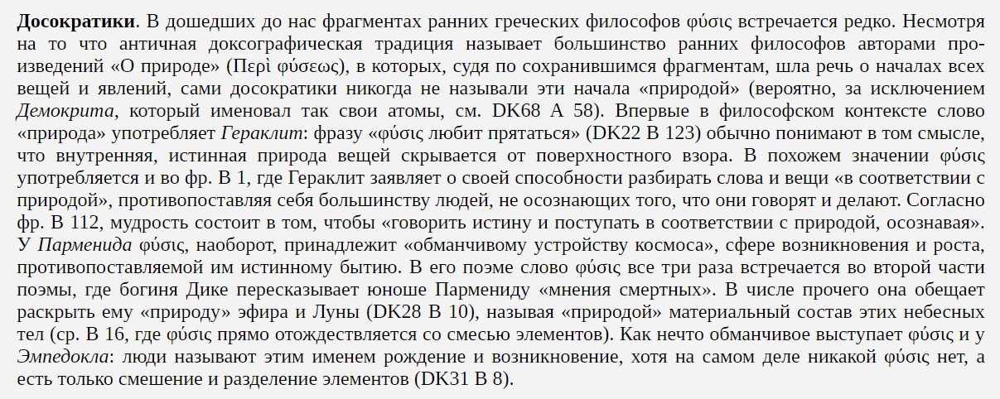 Досократики. В дошедших до нас фрагментах ранних греческих философов φύσις встречается редко. Несмотря
на то что античная доксографическая традиция называет большинство ранних философов авторами про-
изведений «О природе» (Περὶ φύσεως), в которых, судя по сохранившимся фрагментам, шла речь о началах всех
вещей и явлений, сами досократики никогда не называли эти начала «природой» (вероятно, за исключением
Демокрита, который именовал так свои атомы, см. DK68 A 58). Впервые в философском контексте слово
«природа» употребляет Гераклит: фразу «φύσις любит прятаться» (DK22 B 123) обычно понимают в том смысле,
что внутренняя, истинная природа вещей скрывается от поверхностного взора. В похожем значении φύσις
употребляется и во фр. B 1, где Гераклит заявляет о своей способности разбирать слова и вещи «в соответствии с
природой», противопоставляя себя большинству людей, не осознающих того, что они говорят и делают. Согласно
фр. B 112, мудрость состоит в том, чтобы «говорить истину и поступать в соответствии с природой, осознавая».
У Парменида φύσις, наоборот, принадлежит «обманчивому устройству космоса», сфере возникновения и роста,
противопоставляемой им истинному бытию. В его поэме слово φύσις все три раза встречается во второй части
поэмы, где богиня Дике пересказывает юноше Пармениду «мнения смертных». В числе прочего она обещает
раскрыть ему «природу» эфира и Луны (DK28 B 10), называя «природой» материальный состав этих небесных
тел (ср. B 16, где φύσις прямо отождествляется со смесью элементов). Как нечто обманчивое выступает φύσις и у
Эмпедокла: люди называют этим именем рождение и возникновение, хотя на самом деле никакой φύσις нет, а
есть только смешение и разделение элементов (DK31 B 8).